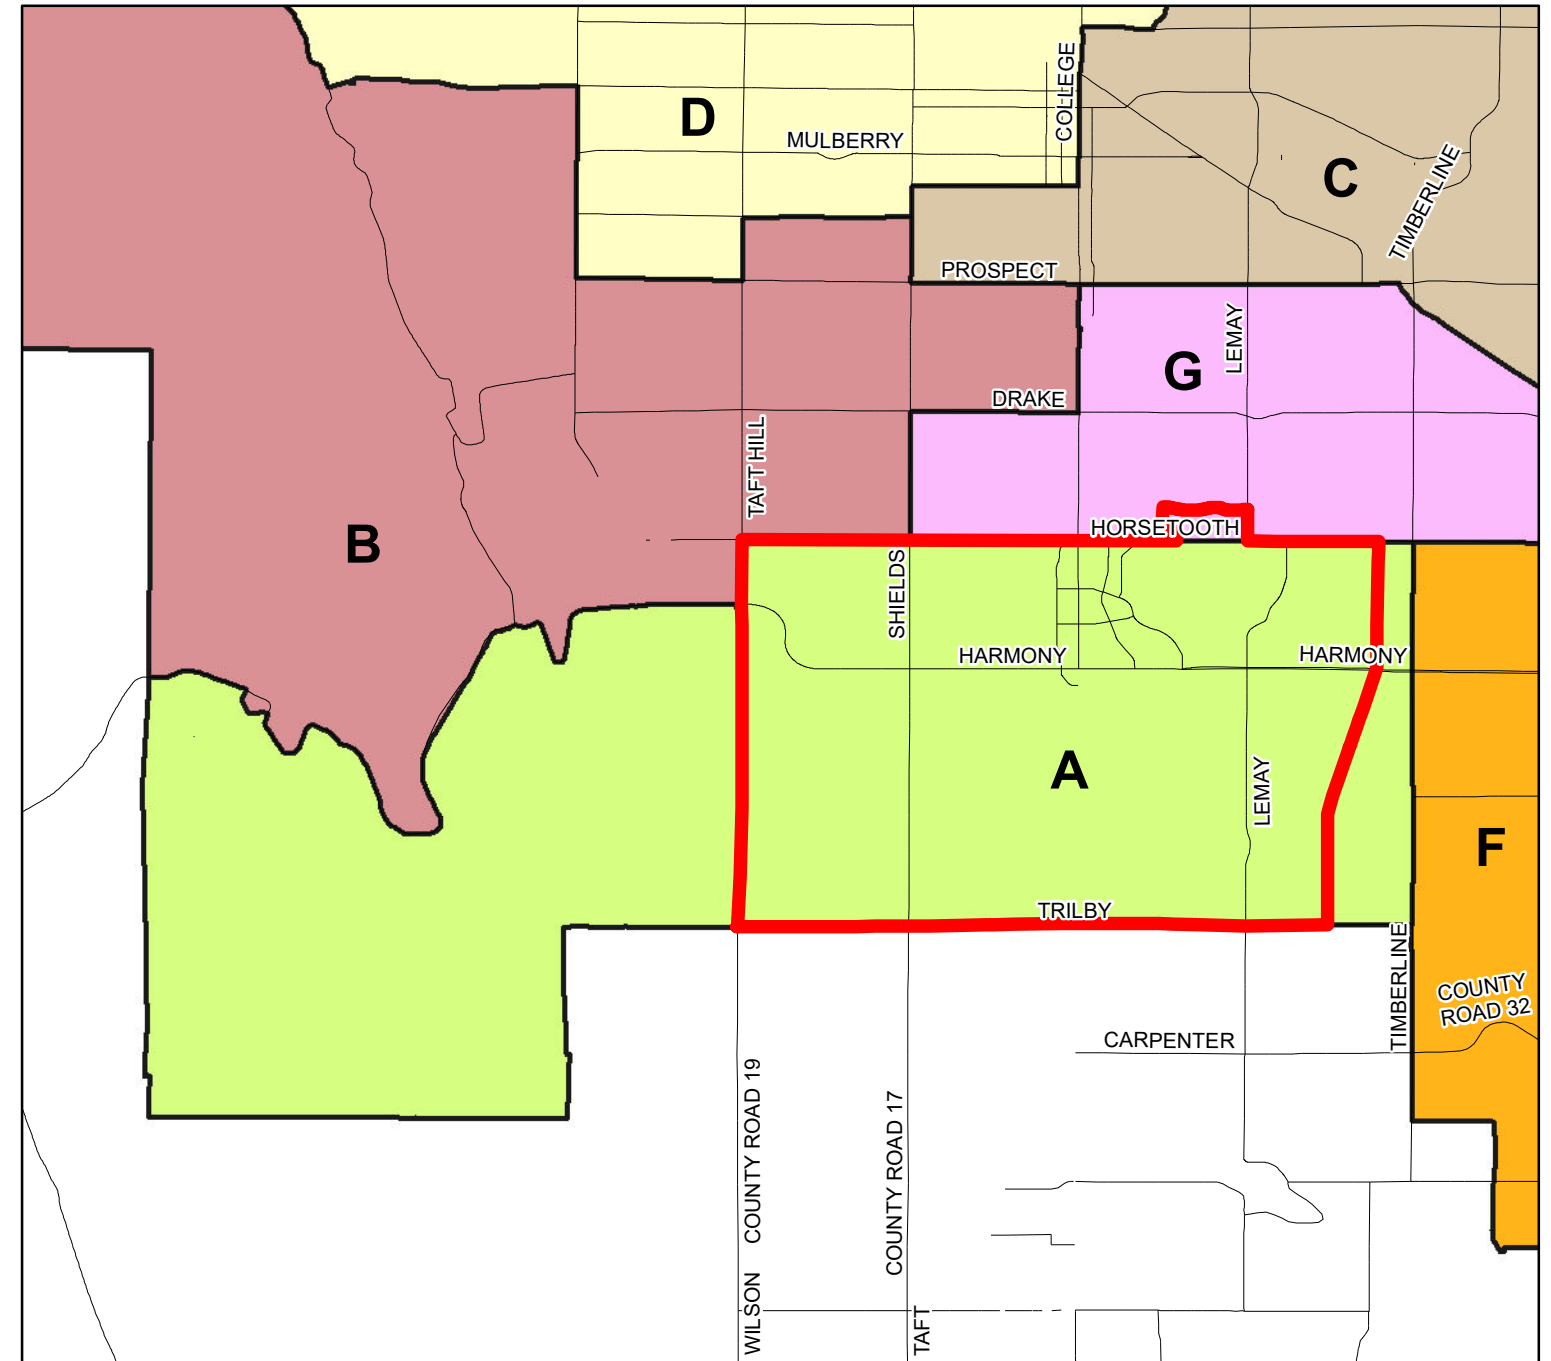 COLLEGE
D
MULBERRY
C
TIMBERLINE
PROSPECT
LEMAY
G
DRAKE
TAFT HILL
HORSETOOTH
B
SHIELDS
HARMONY
HARMONY
A
LEMAY
F
TRILBY
TIMBERLINE
COUNTY
ROAD 32
CARPENTER
COUNTY ROAD 19
COUNTY ROAD 17
WILSON
TAFT